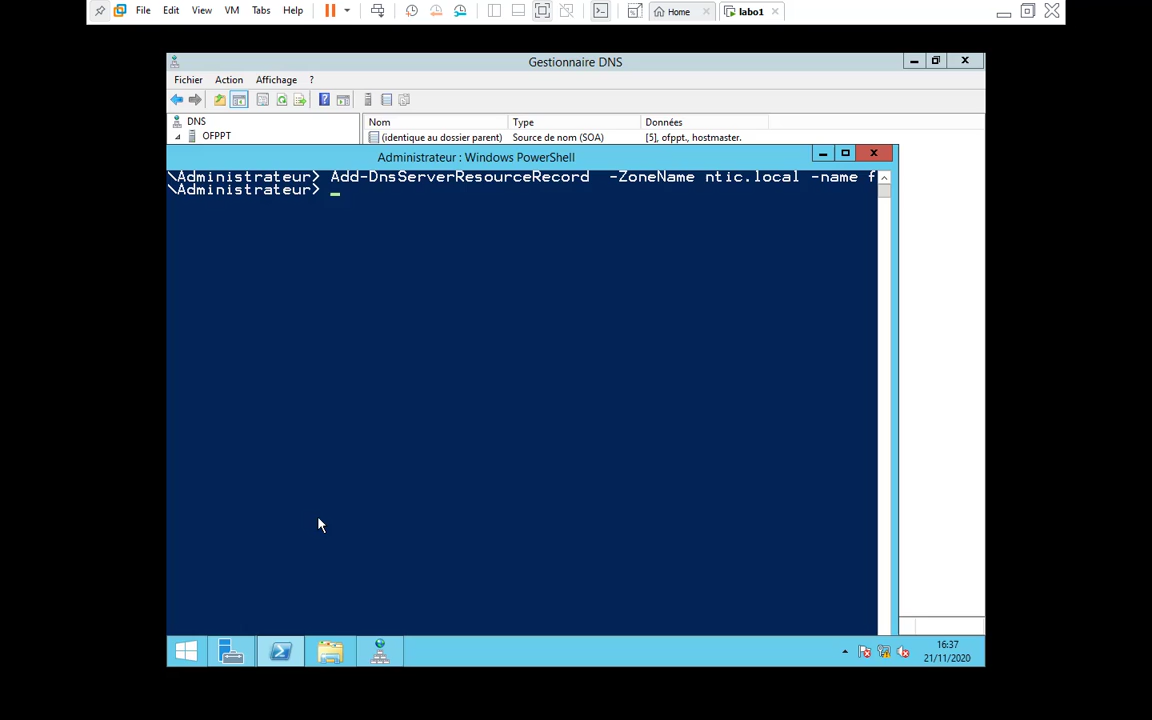 File Edit View VM Tabs Help Home labo1
Gestionnaire DNS
Fichier Action Affichage ?
DNS
OFPPT
Nom Type Données
(identique au dossier parent) Source de nom (SOA) [5], ofppt., hostmaster.
Administrateur : Windows PowerShell
\Administrateur> Add-DnsServerResourceRecord -ZoneName ntic.local -name f
\Administrateur> _
16:37
21/11/2020